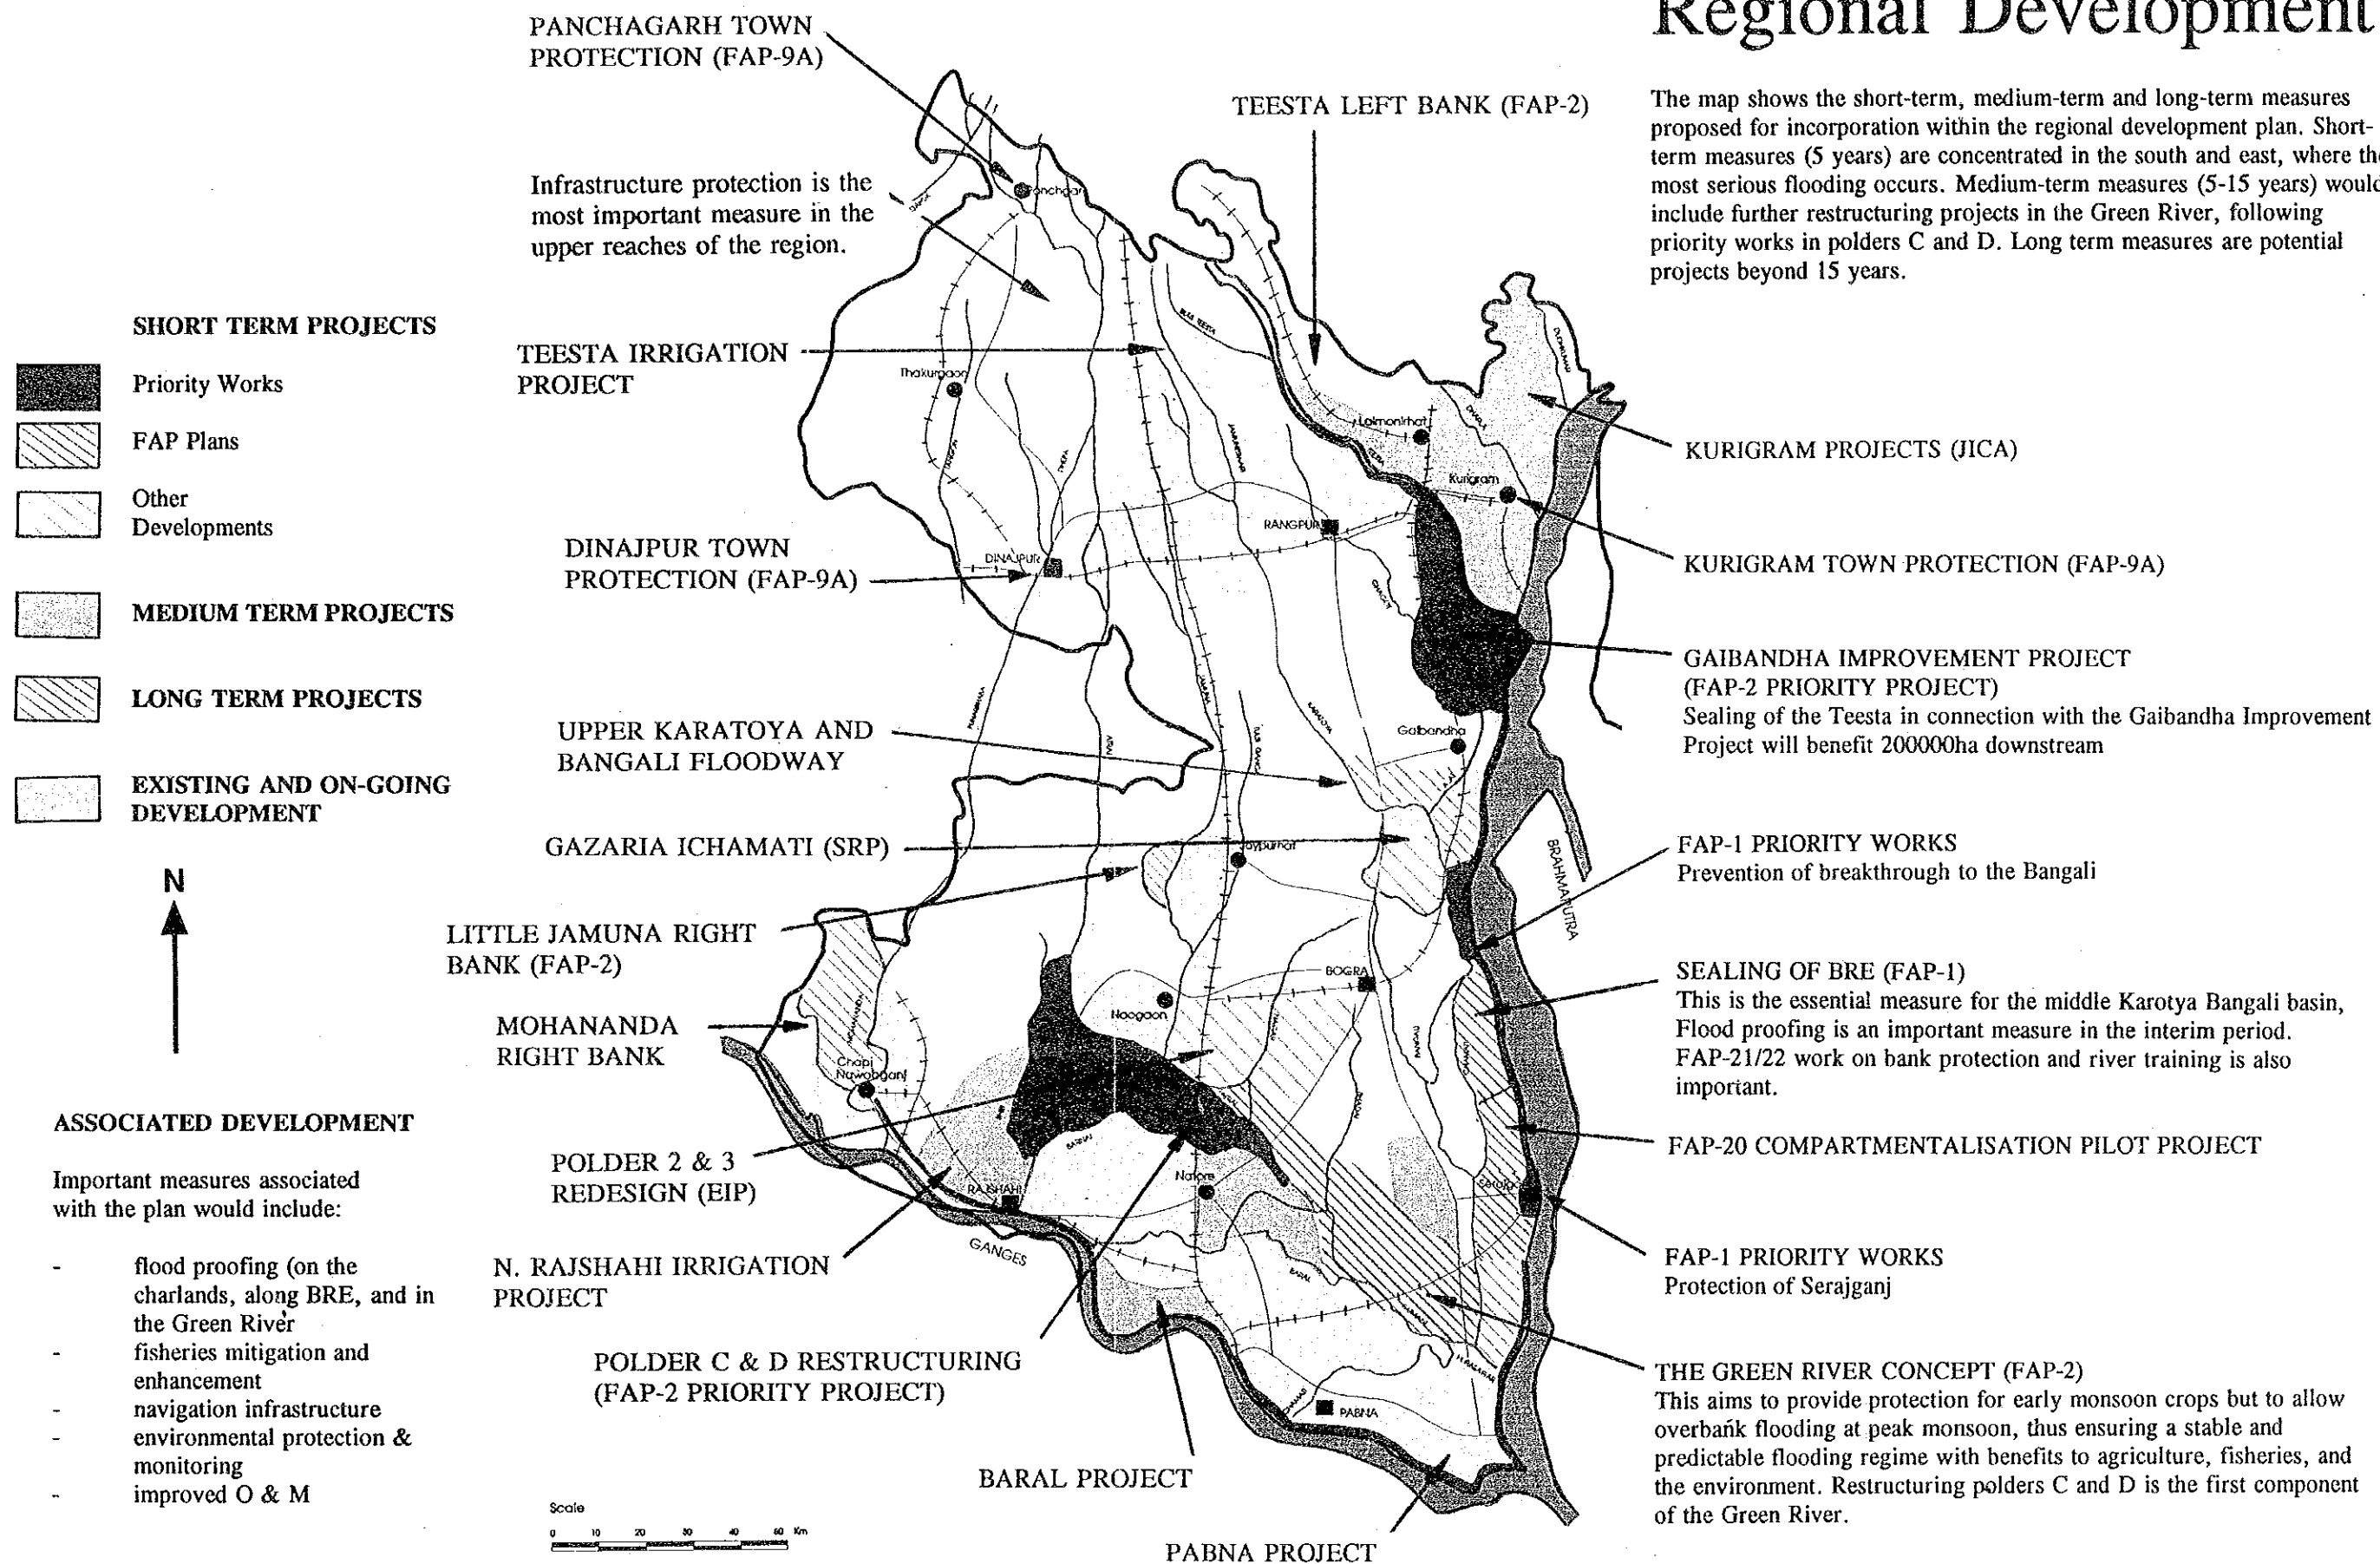 Regional Development
The map shows the short-term, medium-term and long-term measures
proposed for incorporation within the regional development plan. Short-
term measures (5 years) are concentrated in the south and east, where the
most serious flooding occurs. Medium-term measures (5-15 years) would
include further restructuring projects in the Green River, following
priority works in polders C and D. Long term measures are potential
projects beyond 15 years.
PANCHAGARH TOWN
PROTECTION (FAP-9A)
TEESTA LEFT BANK (FAP-2)
Infrastructure protection is the
most important measure in the
upper reaches of the region.
SHORT TERM PROJECTS
Priority Works
FAP Plans
Other
Developments
MEDIUM TERM PROJECTS
LONG TERM PROJECTS
EXISTING AND ON-GOING
DEVELOPMENT
N
TEESTA IRRIGATION
PROJECT
DINAJPUR TOWN
PROTECTION (FAP-9A)
UPPER KARATOYA AND
BANGALI FLOODWAY
GAZARIA ICHAMATI (SRP)
LITTLE JAMUNA RIGHT
BANK (FAP-2)
MOHANANDA
RIGHT BANK
POLDER 2 & 3
REDESIGN (EIP)
N. RAJSHAHI IRRIGATION
PROJECT
POLDER C & D RESTRUCTURING
(FAP-2 PRIORITY PROJECT)
BARAL PROJECT
PABNA PROJECT
KURIGRAM PROJECTS (JICA)
KURIGRAM TOWN PROTECTION (FAP-9A)
GAIBANDHA IMPROVEMENT PROJECT
(FAP-2 PRIORITY PROJECT)
Sealing of the Teesta in connection with the Gaibandha Improvement
Project will benefit 200000ha downstream
FAP-1 PRIORITY WORKS
Prevention of breakthrough to the Bangali
SEALING OF BRE (FAP-1)
This is the essential measure for the middle Karotya Bangali basin,
Flood proofing is an important measure in the interim period.
FAP-21/22 work on bank protection and river training is also
important.
FAP-20 COMPARTMENTALISATION PILOT PROJECT
FAP-1 PRIORITY WORKS
Protection of Serajganj
THE GREEN RIVER CONCEPT (FAP-2)
This aims to provide protection for early monsoon crops but to allow
overbank flooding at peak monsoon, thus ensuring a stable and
predictable flooding regime with benefits to agriculture, fisheries, and
the environment. Restructuring polders C and D is the first component
of the Green River.
ASSOCIATED DEVELOPMENT
Important measures associated
with the plan would include:
- flood proofing (on the
charlands, along BRE, and in
the Green River
- fisheries mitigation and
enhancement
- navigation infrastructure
- environmental protection &
monitoring
- improved O & M
Scale
0 10 20 30 40 60 Km
Thakurgaon
Lalmonirhat
Kurigram
RANGPUR
DINAJPUR
Gaibandha
BRAHMAPUTRA
BOGRA
Naogaon
Chapi
Nawabganj
Natore
RAJSHAHI
GANGES
BARAL
PABNA